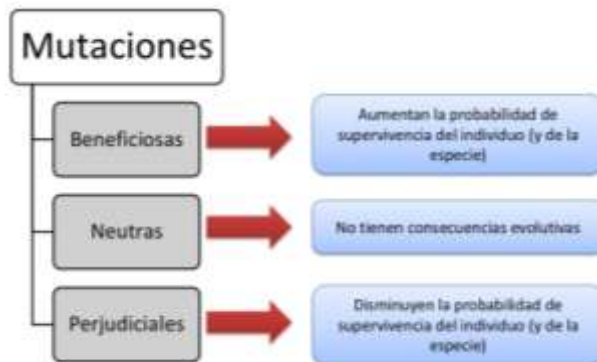 Mutaciones
Beneficiosas
Aumentan la probabilidad de
supervivencia del individuo (y de la
especie)
Neutras
No tienen consecuencias evolutivas
Perjudiciales
Disminuyen la probabilidad de
supervivencia del individuo (y de la
especie)